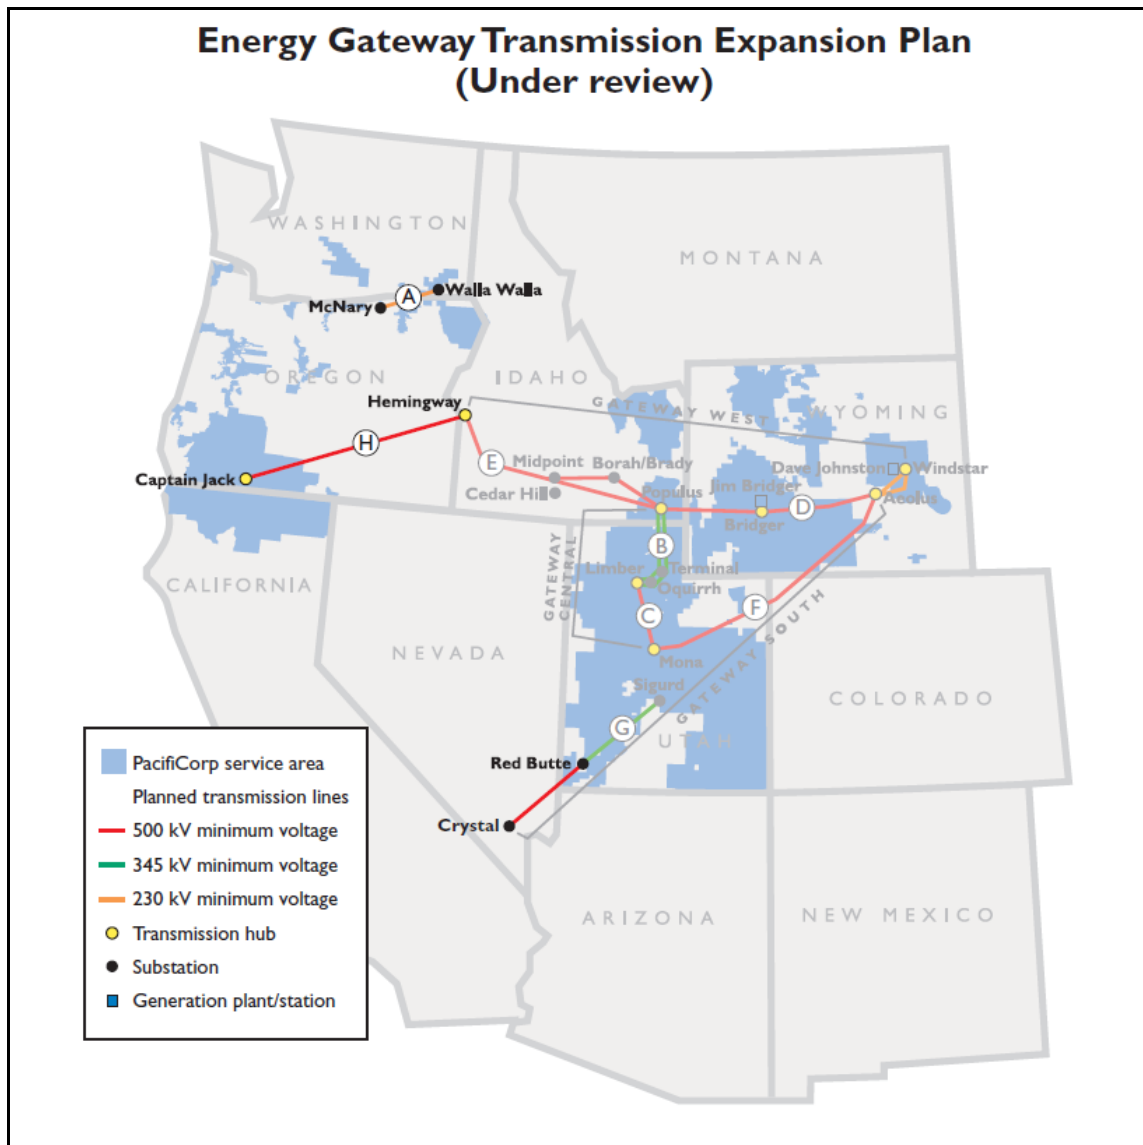 Energy Gateway Transmission Expansion Plan
(Under review)
WASHINGTON
MONTANA
A
Walla Walla
McNary
OREGON
IDAHO
Hemingway
GATEWAY WEST
WYOMING
H
E
Captain Jack
Midpoint
Borah/Brady
Cedar Hill
Dave Johnston
Windstar
Jim Bridger
Populus
Aeolus
D
Bridger
B
GATEWAY
CENTRAL
Limber
Terminal
Oquirrh
CALIFORNIA
C
F
GATEWAY SOUTH
NEVADA
Mona
Sigurd
COLORADO
G
UTAH
Red Butte
Crystal
ARIZONA
NEW MEXICO
PacifiCorp service area
Planned transmission lines
500 kV minimum voltage
345 kV minimum voltage
230 kV minimum voltage
Transmission hub
Substation
Generation plant/station